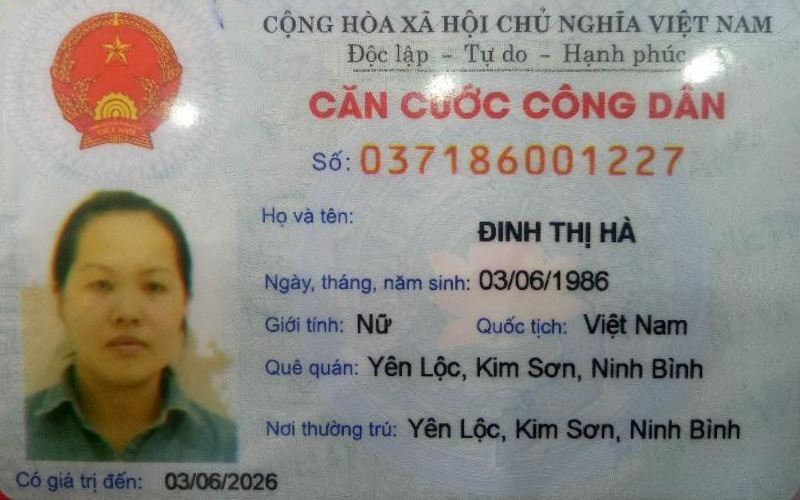 CỘNG HÒA XÃ HỘI CHỦ NGHĨA VIỆT NAM
Độc lập - Tự do - Hạnh phúc
CĂN CƯỚC CÔNG DÂN
Số: 037186001227
Họ và tên:
ĐINH THỊ HÀ
Ngày, tháng, năm sinh: 03/06/1986
Giới tính: Nữ Quốc tịch: Việt Nam
Quê quán: Yên Lộc, Kim Sơn, Ninh Bình
Nơi thường trú: Yên Lộc, Kim Sơn, Ninh Bình
Có giá trị đến: 03/06/2026